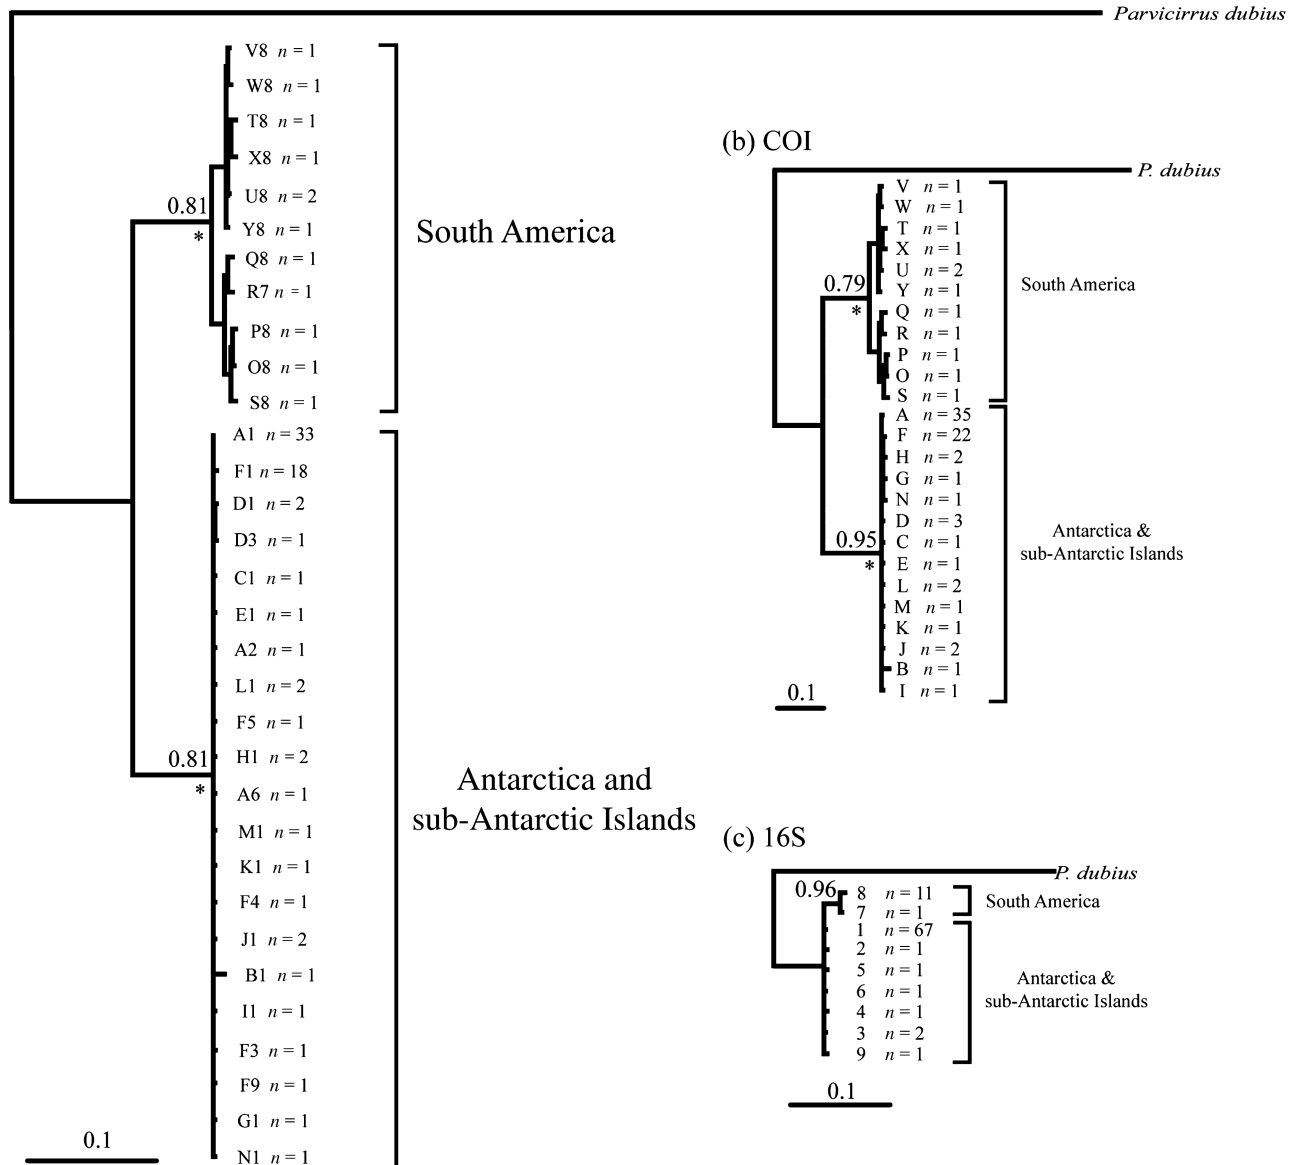 Parvicirrus dubius
V8 n = 1
W8 n = 1
T8 n = 1
X8 n = 1
0.81
U8 n = 2
*
Y8 n = 1
Q8 n = 1
R7 n = 1
P8 n = 1
O8 n = 1
S8 n = 1
South America
A1 n = 33
F1 n = 18
D1 n = 2
D3 n = 1
C1 n = 1
E1 n = 1
A2 n = 1
L1 n = 2
F5 n = 1
0.81
*
H1 n = 2
A6 n = 1
M1 n = 1
K1 n = 1
F4 n = 1
J1 n = 2
B1 n = 1
I1 n = 1
F3 n = 1
F9 n = 1
G1 n = 1
N1 n = 1
Antarctica and
sub-Antarctic Islands
0.1
(b) COI
P. dubius
V n = 1
W n = 1
T n = 1
X n = 1
U n = 2
0.79
*
Y n = 1
Q n = 1
R n = 1
P n = 1
O n = 1
S n = 1
South America
A n = 35
F n = 22
H n = 2
G n = 1
N n = 1
D n = 3
0.95
*
C n = 1
E n = 1
L n = 2
M n = 1
K n = 1
J n = 2
B n = 1
I n = 1
Antarctica &
sub-Antarctic Islands
0.1
(c) 16S
P. dubius
0.96
8 n = 11
7 n = 1
South America
1 n = 67
2 n = 1
5 n = 1
6 n = 1
4 n = 1
3 n = 2
9 n = 1
Antarctica &
sub-Antarctic Islands
0.1